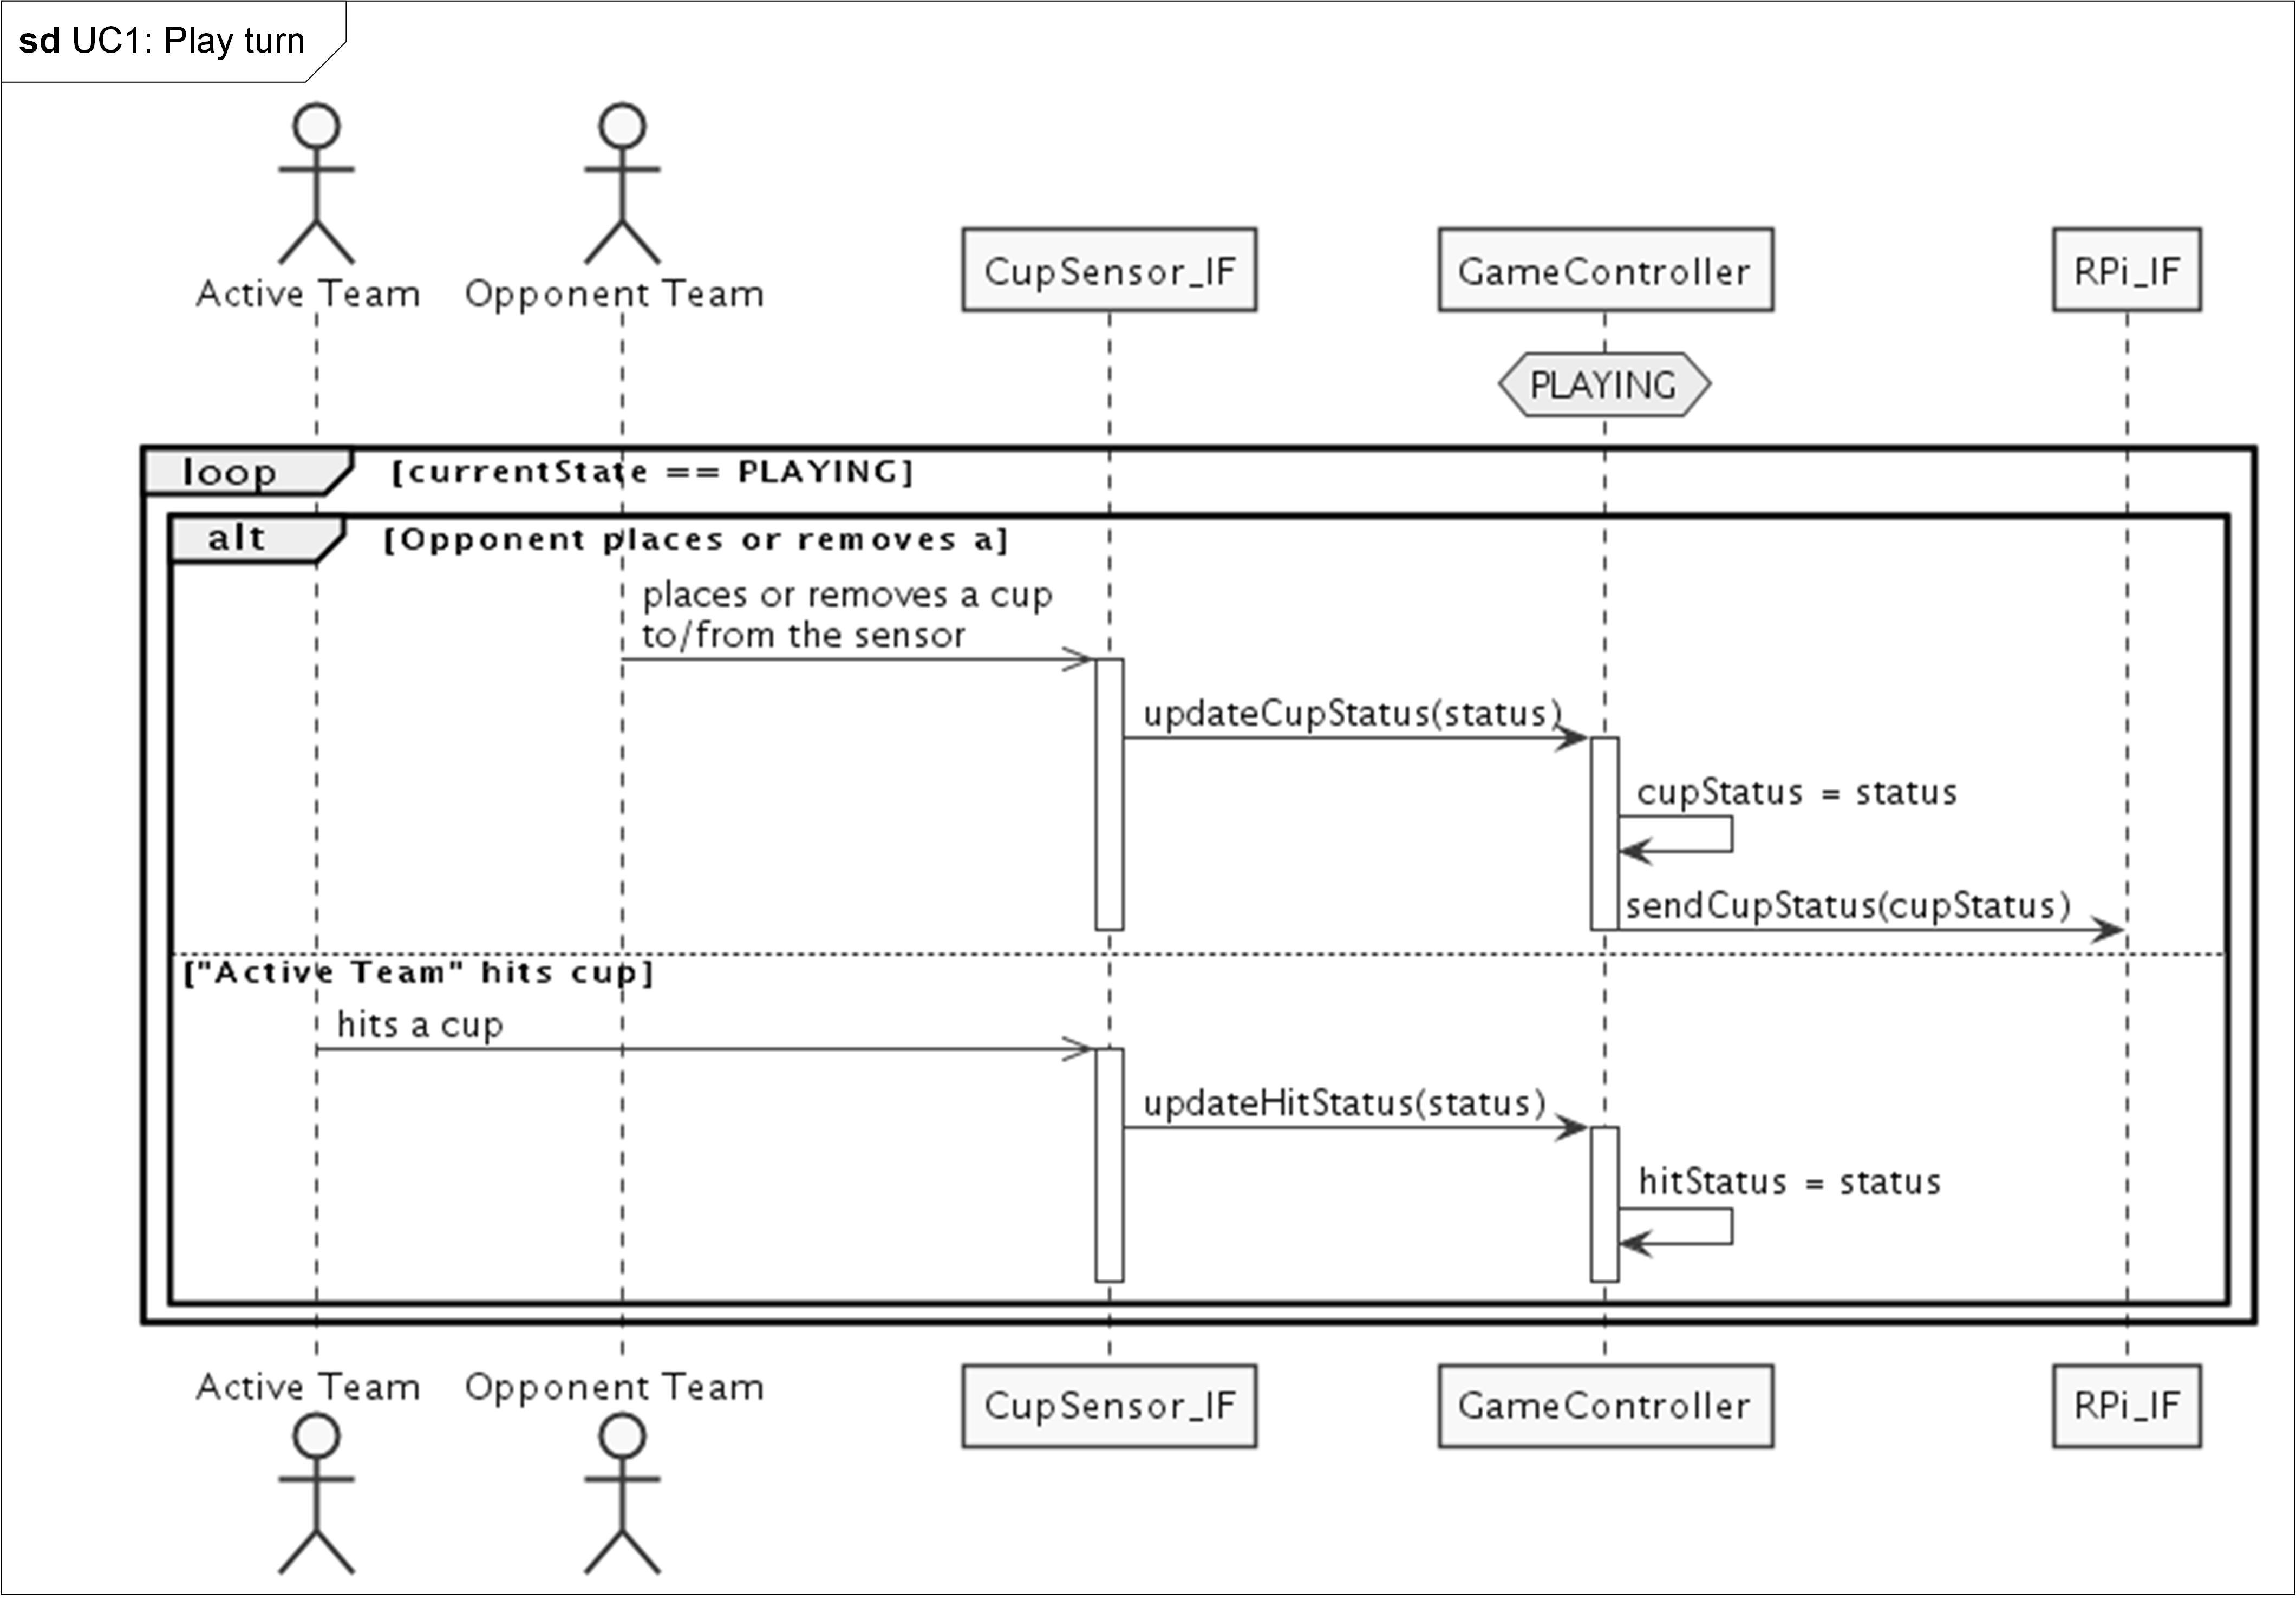 sd UC1: Play turn
Active Team
Opponent Team
CupSensor_IF
GameController
RPi_IF
PLAYING
loop
[currentState == PLAYING]
alt
[Opponent places or removes a]
places or removes a cup
to/from the sensor
updateCupStatus(status)
cupStatus = status
sendCupStatus(cupStatus)
["Active Team" hits cup]
hits a cup
updateHitStatus(status)
hitStatus = status
Active Team
Opponent Team
CupSensor_IF
GameController
RPi_IF